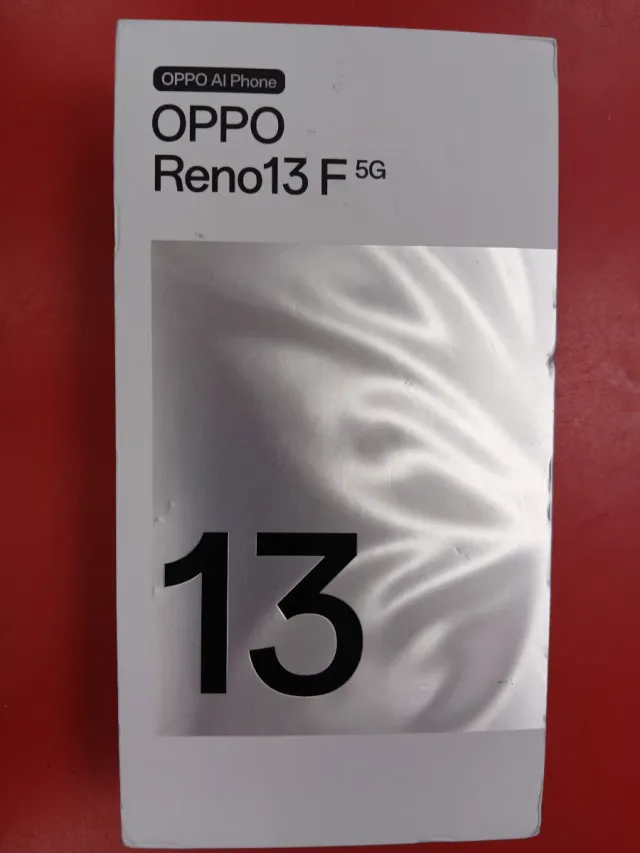 OPPO AI Phone
OPPO
Reno13 F 5G
13